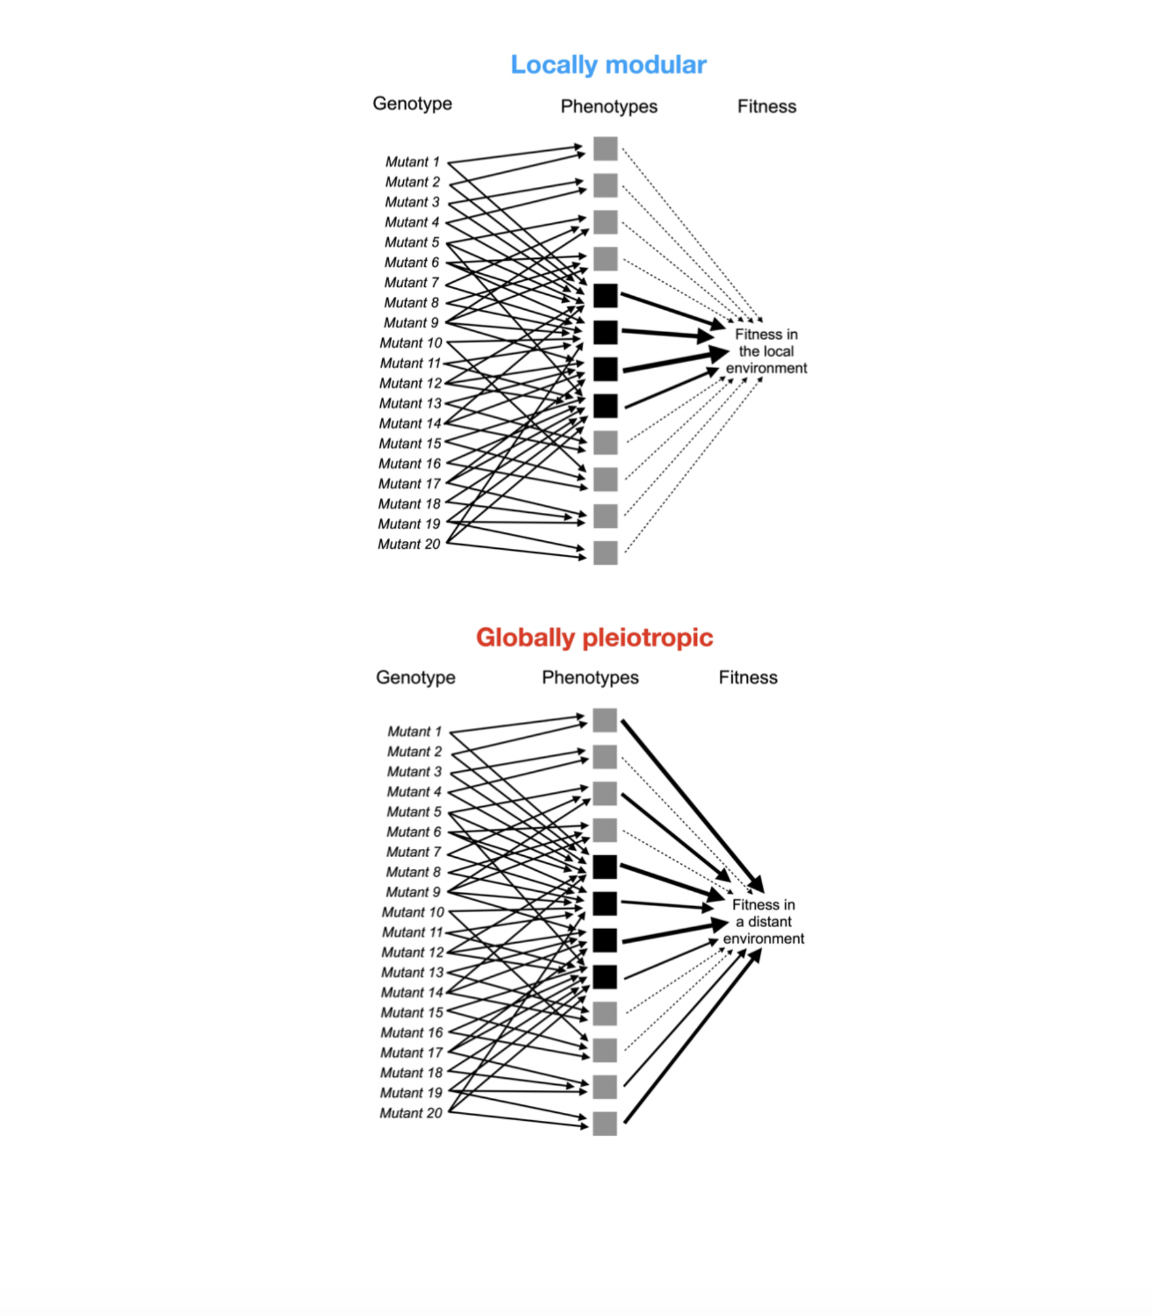 Locally modular
Genotype Phenotypes Fitness
Mutant 1
Mutant 2
Mutant 3
Mutant 4
Mutant 5
Mutant 6
Mutant 7
Mutant 8
Mutant 9
Mutant 10
Mutant 11
Mutant 12
Mutant 13
Mutant 14
Mutant 15
Mutant 16
Mutant 17
Mutant 18
Mutant 19
Mutant 20
Fitness in
the local
environment
Globally pleiotropic
Genotype Phenotypes Fitness
Mutant 1
Mutant 2
Mutant 3
Mutant 4
Mutant 5
Mutant 6
Mutant 7
Mutant 8
Mutant 9
Mutant 10
Mutant 11
Mutant 12
Mutant 13
Mutant 14
Mutant 15
Mutant 16
Mutant 17
Mutant 18
Mutant 19
Mutant 20
Fitness in
a distant
environment